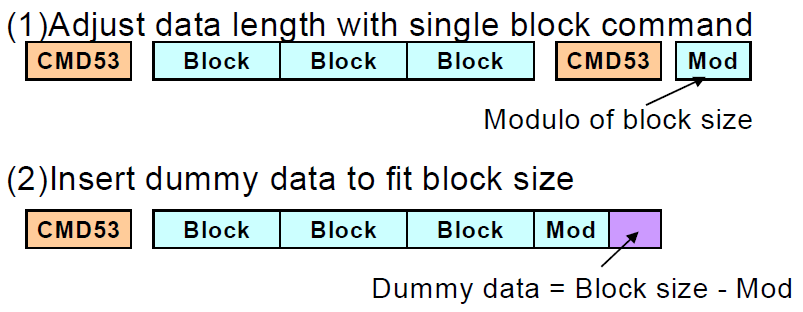 (1)Adjust data length with single block command
CMD53 Block Block Block CMD53 Mod
Modulo of block size
(2)Insert dummy data to fit block size
CMD53 Block Block Block Mod
Dummy data = Block size - Mod